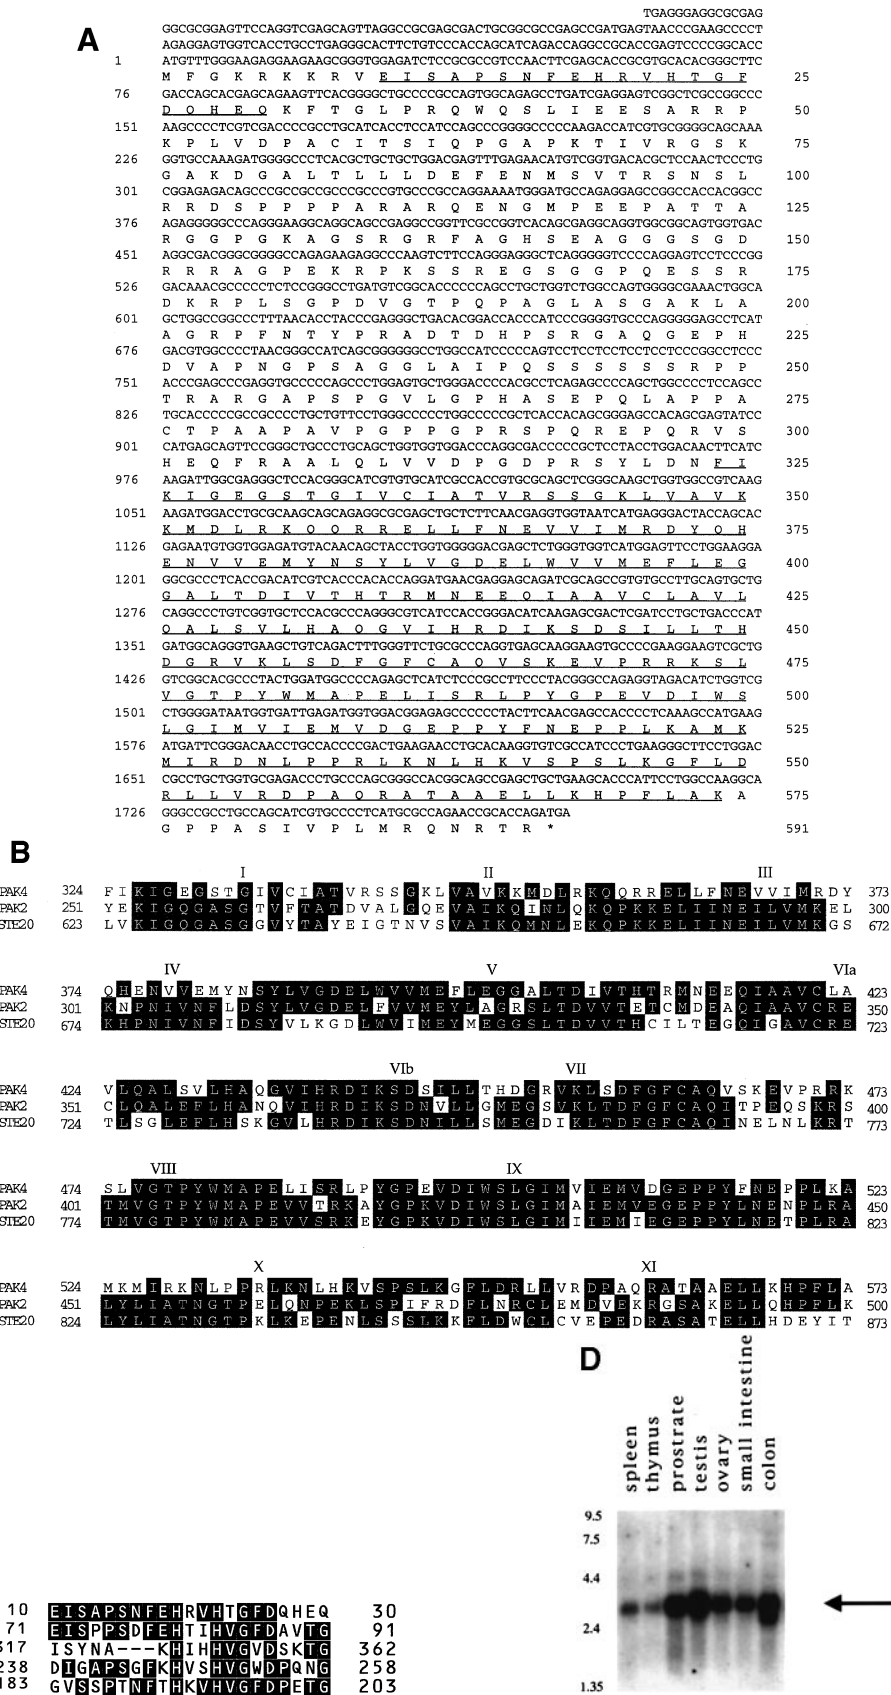 A
TGAGGGAGGCGCGAG
GGCGCGGAGTTCCAGGTCGAGCAGTTAGGCCGCGAGCGACTGCGGCGCCGAGCCGATGAGTAACCCGAAGCCCCT
AGAGGAGTGGTCACCTGCCTGAGGGCACTTCTGTCCCACCAGCATCAGACCAGGCCGCACCGAGTCCCCGGCACC
1 ATGTTTGGGAAGAGGAAGAAGCGGGTGGAGATCTCCGCGCCGTCCAACTTCGAGCACCGCGTGCACACGGGCTTC
M F G K R K K R V E I S A P S N F E H R V H T G F 25
76 GACCAGCACGAGCAGAAGTTCACGGGGCTGCCCCGCCAGTGGCAGAGCCTGATCGAGGAGTCGGCTCGCCGGCCC
D Q H E Q K F T G L P R Q W Q S L I E E S A R R P 50
151 AAGCCCCTCGTCGACCCCGCCTGCATCACCTCCATCCAGCCCGGGGCCCCCAAGACCATCGTGCGGGGCAGCAAA
K P L V D P A C I T S I Q P G A P K T I V R G S K 75
226 GGTGCCAAAGATGGGGCCCTCACGCTGCTGCTGGACGAGTTTGAGAACATGTCGGTGACACGCTCCAACTCCCTG
G A K D G A L T L L L D E F E N M S V T R S N S L 100
301 CGGAGAGACAGCCCGCCGCCGCCCGCCCGTGCCCGCCAGGAAAATGGGATGCCAGAGGAGCCGGCCACCACGGCC
R R D S P P P P A R A R Q E N G M P E E P A T T A 125
376 AGAGGGGGCCCAGGGAAGGCAGGCAGCCGAGGCCGGTTCGCCGGTCACAGCGAGGCAGGTGGCGGCAGTGGTGAC
R G G P G K A G S R G R F A G H S E A G G G S G D 150
451 AGGCGACGGGCGGGGCCAGAGAAGAGGCCCAAGTCTTCCAGGGAGGGCTCAGGGGGTCCCCAGGAGTCCTCCCGG
R R R A G P E K R P K S S R E G S G G P Q E S S R 175
526 GACAAACGCCCCCTCTCCGGGCCTGATGTCGGCACCCCCCAGCCTGCTGGTCTGGCCAGTGGGGCGAAACTGGCA
D K R P L S G P D V G T P Q P A G L A S G A K L A 200
601 GCTGGCCGGCCCTTTAACACCTACCCGAGGGCTGACACGGACCACCCATCCCGGGGTGCCCAGGGGGAGCCTCAT
A G R P F N T Y P R A D T D H P S R G A Q G E P H 225
676 GACGTGGCCCCTAACGGGCCATCAGCGGGGGGCCTGGCCATCCCCCAGTCCTCCTCCTCCTCCTCCCGGCCTCCC
D V A P N G P S A G G L A I P Q S S S S S S R P P 250
751 ACCCGAGCCCGAGGTGCCCCCAGCCCTGGAGTGCTGGGACCCCACGCCTCAGAGCCCCAGCTGGCCCCTCCAGCC
T R A R G A P S P G V L G P H A S E P Q L A P P A 275
826 TGCACCCCCGCCGCCCCTGCTGTTCCTGGGCCCCCTGGCCCCCGCTCACCACAGCGGGAGCCACAGCGAGTATCC
C T P A A P A V P G P P G P R S P Q R E P Q R V S 300
901 CATGAGCAGTTCCGGGCTGCCCTGCAGCTGGTGGTGGACCCAGGCGACCCCCGCTCCTACCTGGACAACTTCATC
H E Q F R A A L Q L V V D P G D P R S Y L D N F I 325
976 AAGATTGGCGAGGGCTCCACGGGCATCGTGTGCATCGCCACCGTGCGCAGCTCGGGCAAGCTGGTGGCCGTCAAG
K I G E G S T G I V C I A T V R S S G K L V A V K 350
1051 AAGATGGACCTGCGCAAGCAGCAGAGGCGCGAGCTGCTCTTCAACGAGGTGGTAATCATGAGGGACTACCAGCAC
K M D L R K Q Q R R E L L F N E V V I M R D Y Q H 375
1126 GAGAATGTGGTGGAGATGTACAACAGCTACCTGGTGGGGGACGAGCTCTGGGTGGTCATGGAGTTCCTGGAAGGA
E N V V E M Y N S Y L V G D E L W V V M E F L E G 400
1201 GGCGCCCTCACCGACATCGTCACCCACACCAGGATGAACGAGGAGCAGATCGCAGCCGTGTGCCTTGCAGTGCTG
G A L T D I V T H T R M N E E Q I A A V C L A V L 425
1276 CAGGCCCTGTCGGTGCTCCACGCCCAGGGCGTCATCCACCGGGACATCAAGAGCGACTCGATCCTGCTGACCCAT
Q A L S V L H A Q G V I H R D I K S D S I L L T H 450
1351 GATGGCAGGGTGAAGCTGTCAGACTTTGGGTTCTGCGCCCAGGTGAGCAAGGAAGTGCCCCGAAGGAAGTCGCTG
D G R V K L S D F G F C A Q V S K E V P R R K S L 475
1426 GTCGGCACGCCCTACTGGATGGCCCCAGAGCTCATCTCCCGCCTTCCCTACGGGCCAGAGGTAGACATCTGGTCG
V G T P Y W M A P E L I S R L P Y G P E V D I W S 500
1501 CTGGGGATAATGGTGATTGAGATGGTGGACGGAGAGCCCCCCTACTTCAACGAGCCACCCCTCAAAGCCATGAAG
L G I M V I E M V D G E P P Y F N E P P L K A M K 525
1576 ATGATTCGGGACAACCTGCCACCCCGACTGAAGAACCTGCACAAGGTGTCGCCATCCCTGAAGGGCTTCCTGGAC
M I R D N L P P R L K N L H K V S P S L K G F L D 550
1651 CGCCTGCTGGTGCGAGACCCTGCCCAGCGGGCCACGGCAGCCGAGCTGCTGAAGCACCCATTCCTGGCCAAGGCA
R L L V R D P A Q R A T A A E L L K H P F L A K A 575
1726 GGGCCGCCTGCCAGCATCGTGCCCCTCATGCGCCAGAACCGCACCAGATGA
G P P A S I V P L M R Q N R T R * 591
B
I II III
PAK4 324 F I K I G E G S T G I V C I A T V R S S G K L V A V K K M D L R K Q Q R R E L L F N E V V I M R D Y 373
PAK2 251 Y E K I G Q G A S G T V F T A T D V A L G Q E V A I K Q I N L Q K Q P K K E L I I N E I L V M K E L 300
STE20 623 L V K I G Q G A S G G V Y T A Y E I G T N V S V A I K Q M N L E K Q P K K E L I I N E I L V M K G S 672
IV V VIa
PAK4 374 Q H E N V V E M Y N S Y L V G D E L W V V M E F L E G G A L T D I V T H T R M N E E Q I A A V C L A 423
PAK2 301 K N P N I V N F L D S Y L V G D E L F V V M E Y L A G R S L T D V V T E T C M D E A Q I A A V C R E 350
STE20 674 K H P N I V N F I D S Y V L K G D L W V I M E Y M E G G S L T D V V T H C I L T E G Q I G A V C R E 723
VIb VII
PAK4 424 V L Q A L S V L H A Q G V I H R D I K S D S I L L T H D G R V K L S D F G F C A Q V S K E V P R R K 473
PAK2 351 C L Q A L E F L H A N Q V I H R D I K S D N V L L G M E G S V K L T D F G F C A Q I T P E Q S K R S 400
STE20 724 T L S G L E F L H S K G V L H R D I K S D N I L L S M E G D I K L T D F G F C A Q I N E L N L K R T 773
VIII IX
PAK4 474 S L V G T P Y W M A P E L I S R L P Y G P E V D I W S L G I M V I E M V D G E P P Y F N E P P L K A 523
PAK2 401 T M V G T P Y W M A P E V V T R K A Y G P K V D I W S L G I M A I E M V E G E P P Y L N E N P L R A 450
STE20 774 T M V G T P Y W M A P E V V S R K E Y G P K V D I W S L G I M I I E M I E G E P P Y L N E T P L R A 823
X XI
PAK4 524 M K M I R K N L P P R L K N L H K V S P S L K G F L D R L L V R D P A Q R A T A A E L L K H P F L A 573
PAK2 451 L Y L I A T N G T P E L Q N P E K L S P I F R D F L N R C L E M D V E K R G S A K E L L Q H P F L K 500
STE20 824 L Y L I A T N G T P K L K E P E N L S S S L K K F L D W C L C V E P E D R A S A T E L L H D E Y I T 873
D
spleen
thymus
prostrate
testis
ovary
small intestine
colon
9.5
7.5
4.4
2.4
1.35
10 EISAPSNFEHRVHTGFDQHEQ 30
71 EISPPSDFEHTIHVGFDAVTG 91
317 ISYNA---KHIHHVGVDSKTG 362
238 DIGAPSGFKHVSHVGWDPQNG 258
183 GVSSPTNFTHKVHVGFDPETG 203